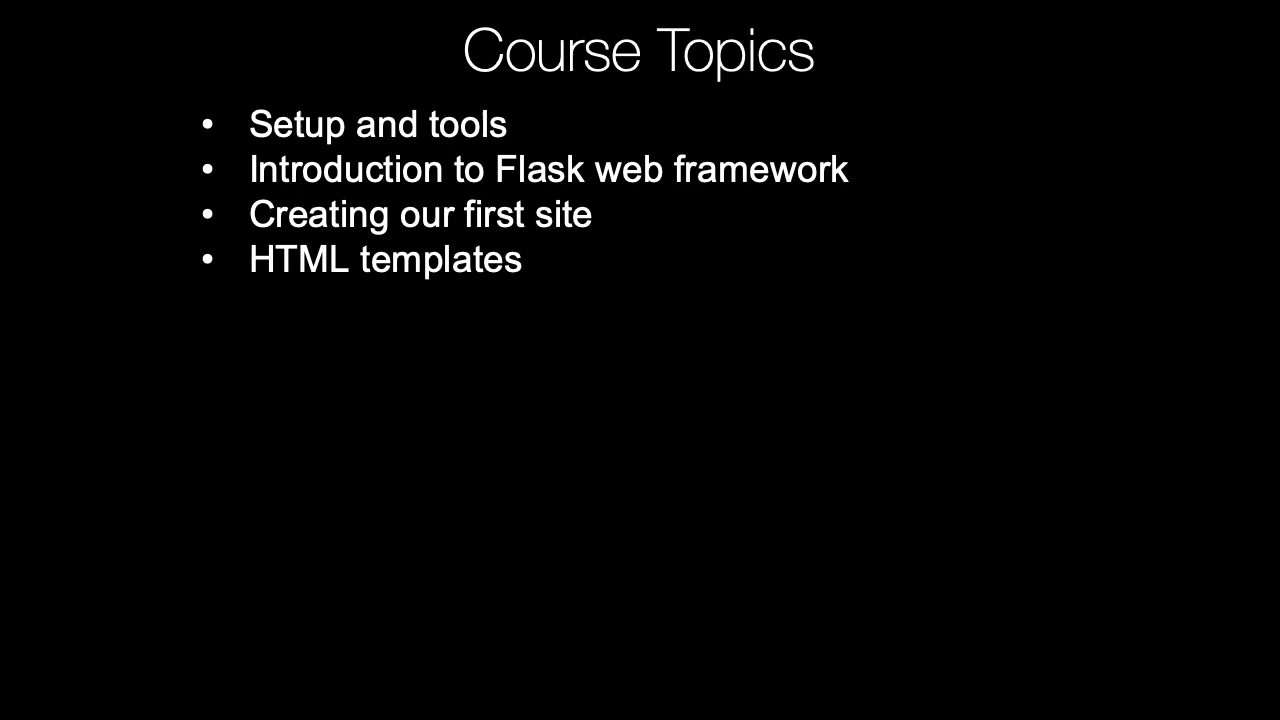 Course Topics
• Setup and tools
• Introduction to Flask web framework
• Creating our first site
• HTML templates